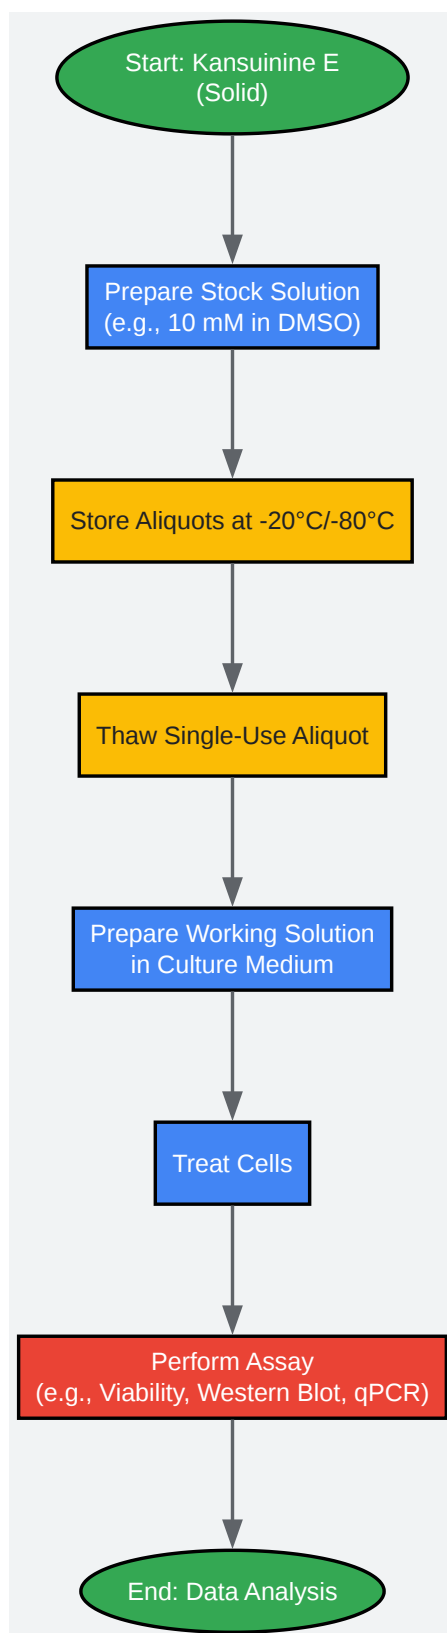 Start: Kansuinine E
(Solid)
Prepare Stock Solution
(e.g., 10 mM in DMSO)
Store Aliquots at -20°C/-80°C
Thaw Single-Use Aliquot
Prepare Working Solution
in Culture Medium
Treat Cells
Perform Assay
(e.g., Viability, Western Blot, qPCR)
End: Data Analysis